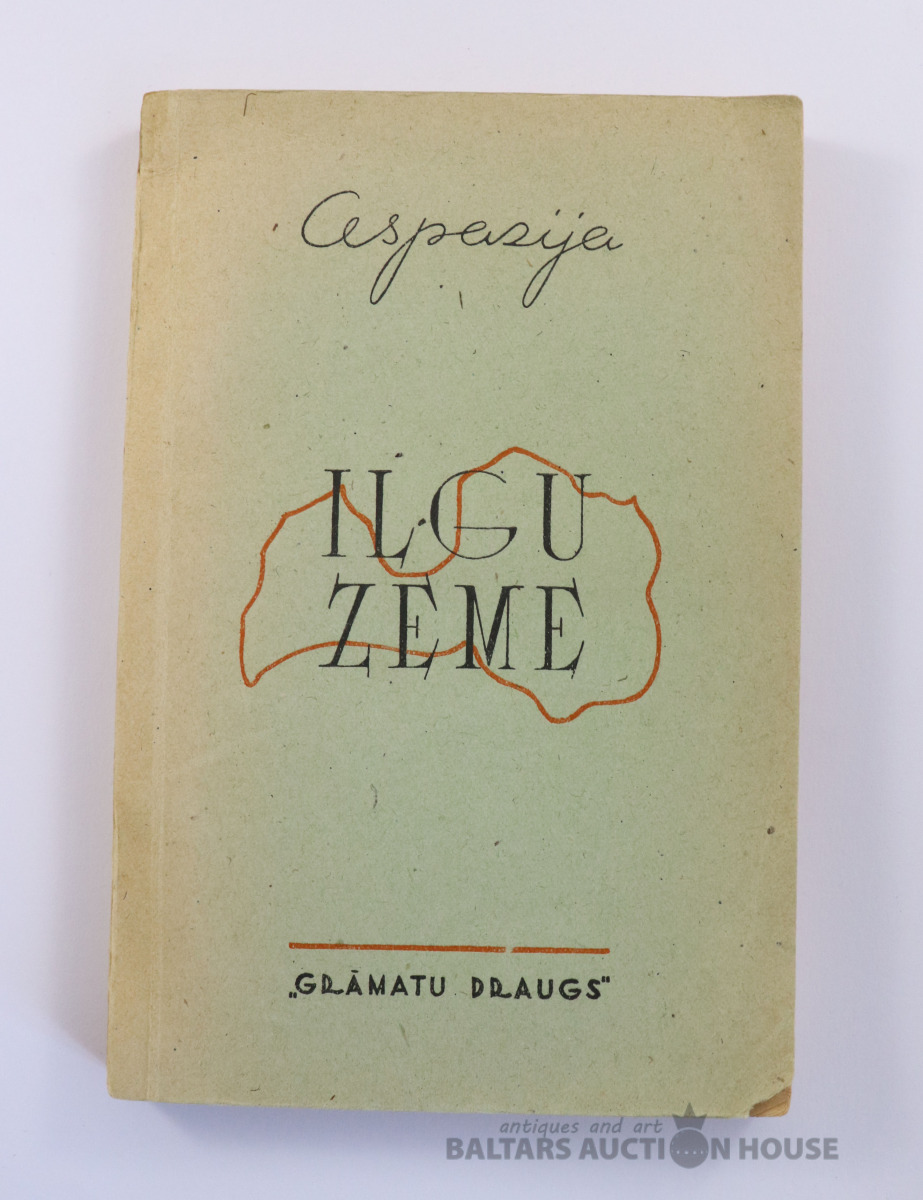 Aspazija
ILGU
ZEME
„GRĀMATU DRAUGS"
antiques and art
BALTARS AUCTION HOUSE